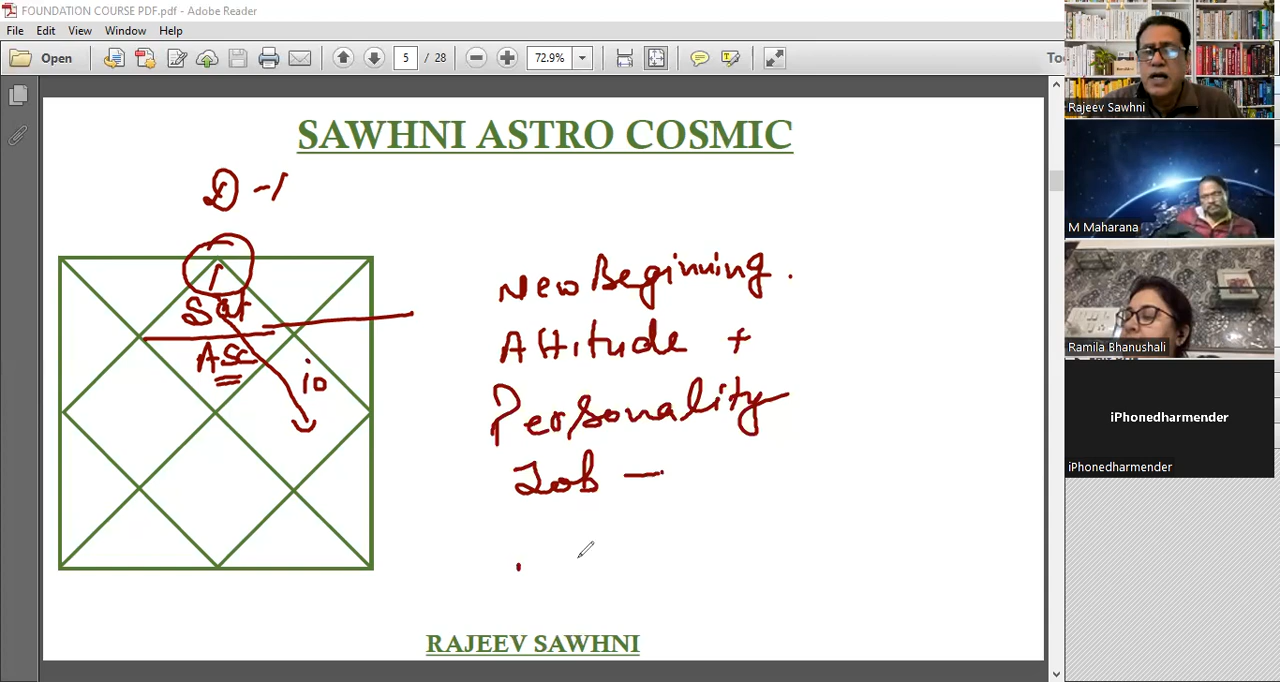 FOUNDATION COURSE PDF.pdf - Adobe Reader
File Edit View Window Help
Open 5 / 28 72.9%
SAWHNI ASTRO COSMIC
D-1
1
Sat
ASC
10
New Beginning.
Attitude +
Personality
Job —
RAJEEV SAWHNI
Rajeev Sawhni
M Maharana
Ramila Bhanushali
iPhonedharmender
iPhonedharmender